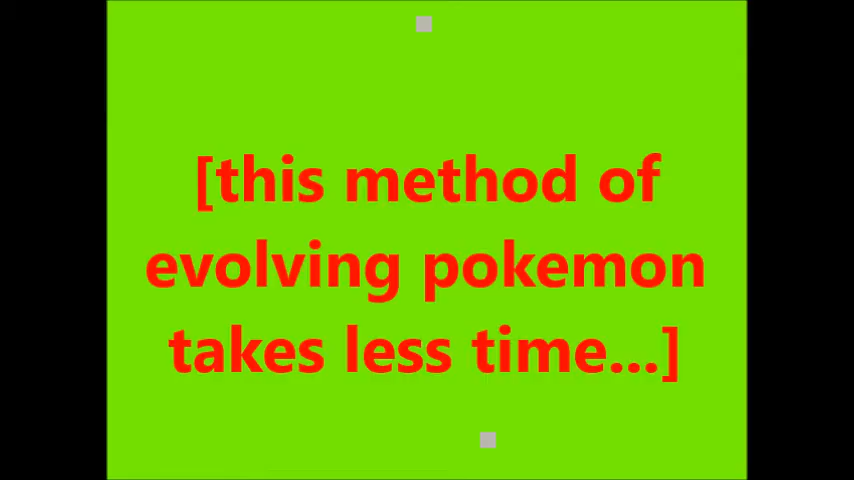 [this method of
evolving pokemon
takes less time...]